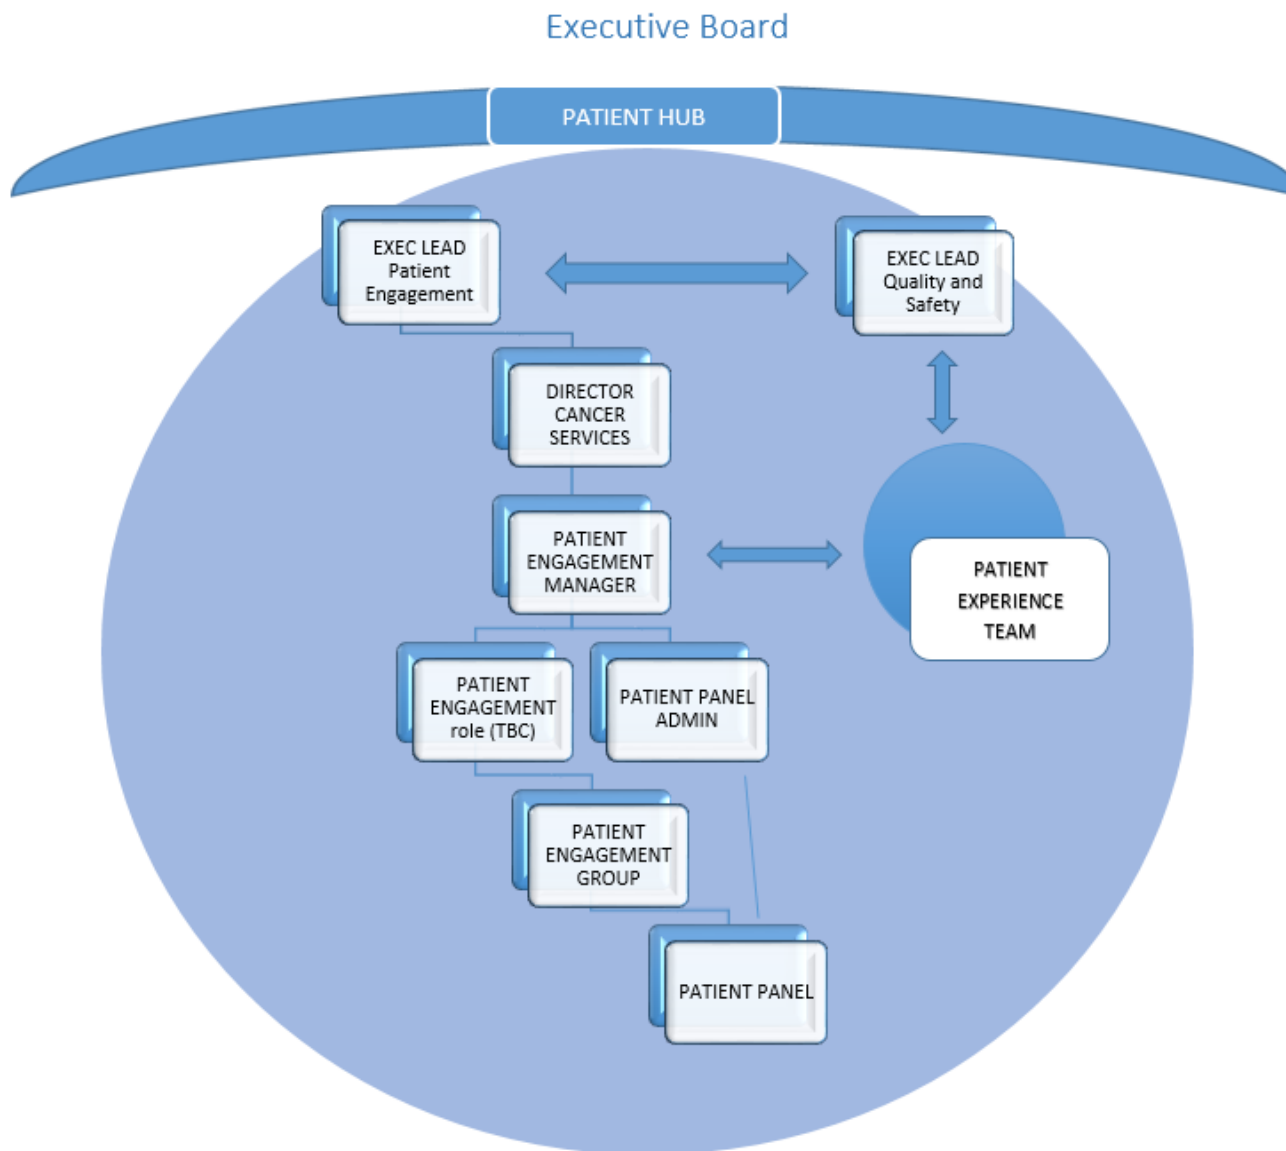 Executive Board
PATIENT HUB
EXEC LEAD
Patient
Engagement
EXEC LEAD
Quality and
Safety
DIRECTOR
CANCER
SERVICES
PATIENT
ENGAGEMENT
MANAGER
PATIENT
EXPERIENCE
TEAM
PATIENT
ENGAGEMENT
role (TBC)
PATIENT PANEL
ADMIN
PATIENT
ENGAGEMENT
GROUP
PATIENT PANEL